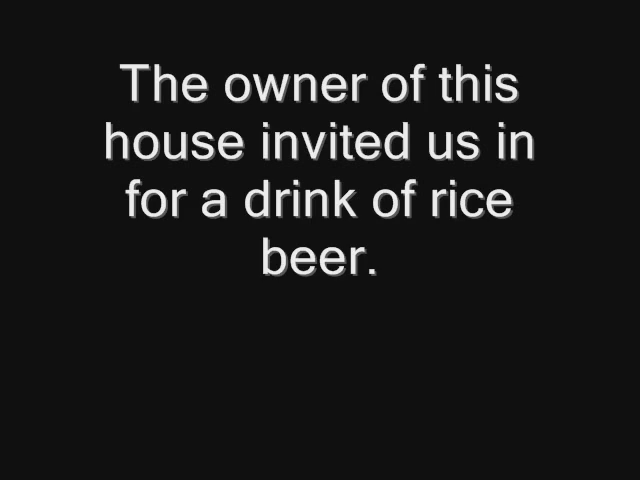 The owner of this
house invited us in
for a drink of rice
beer.